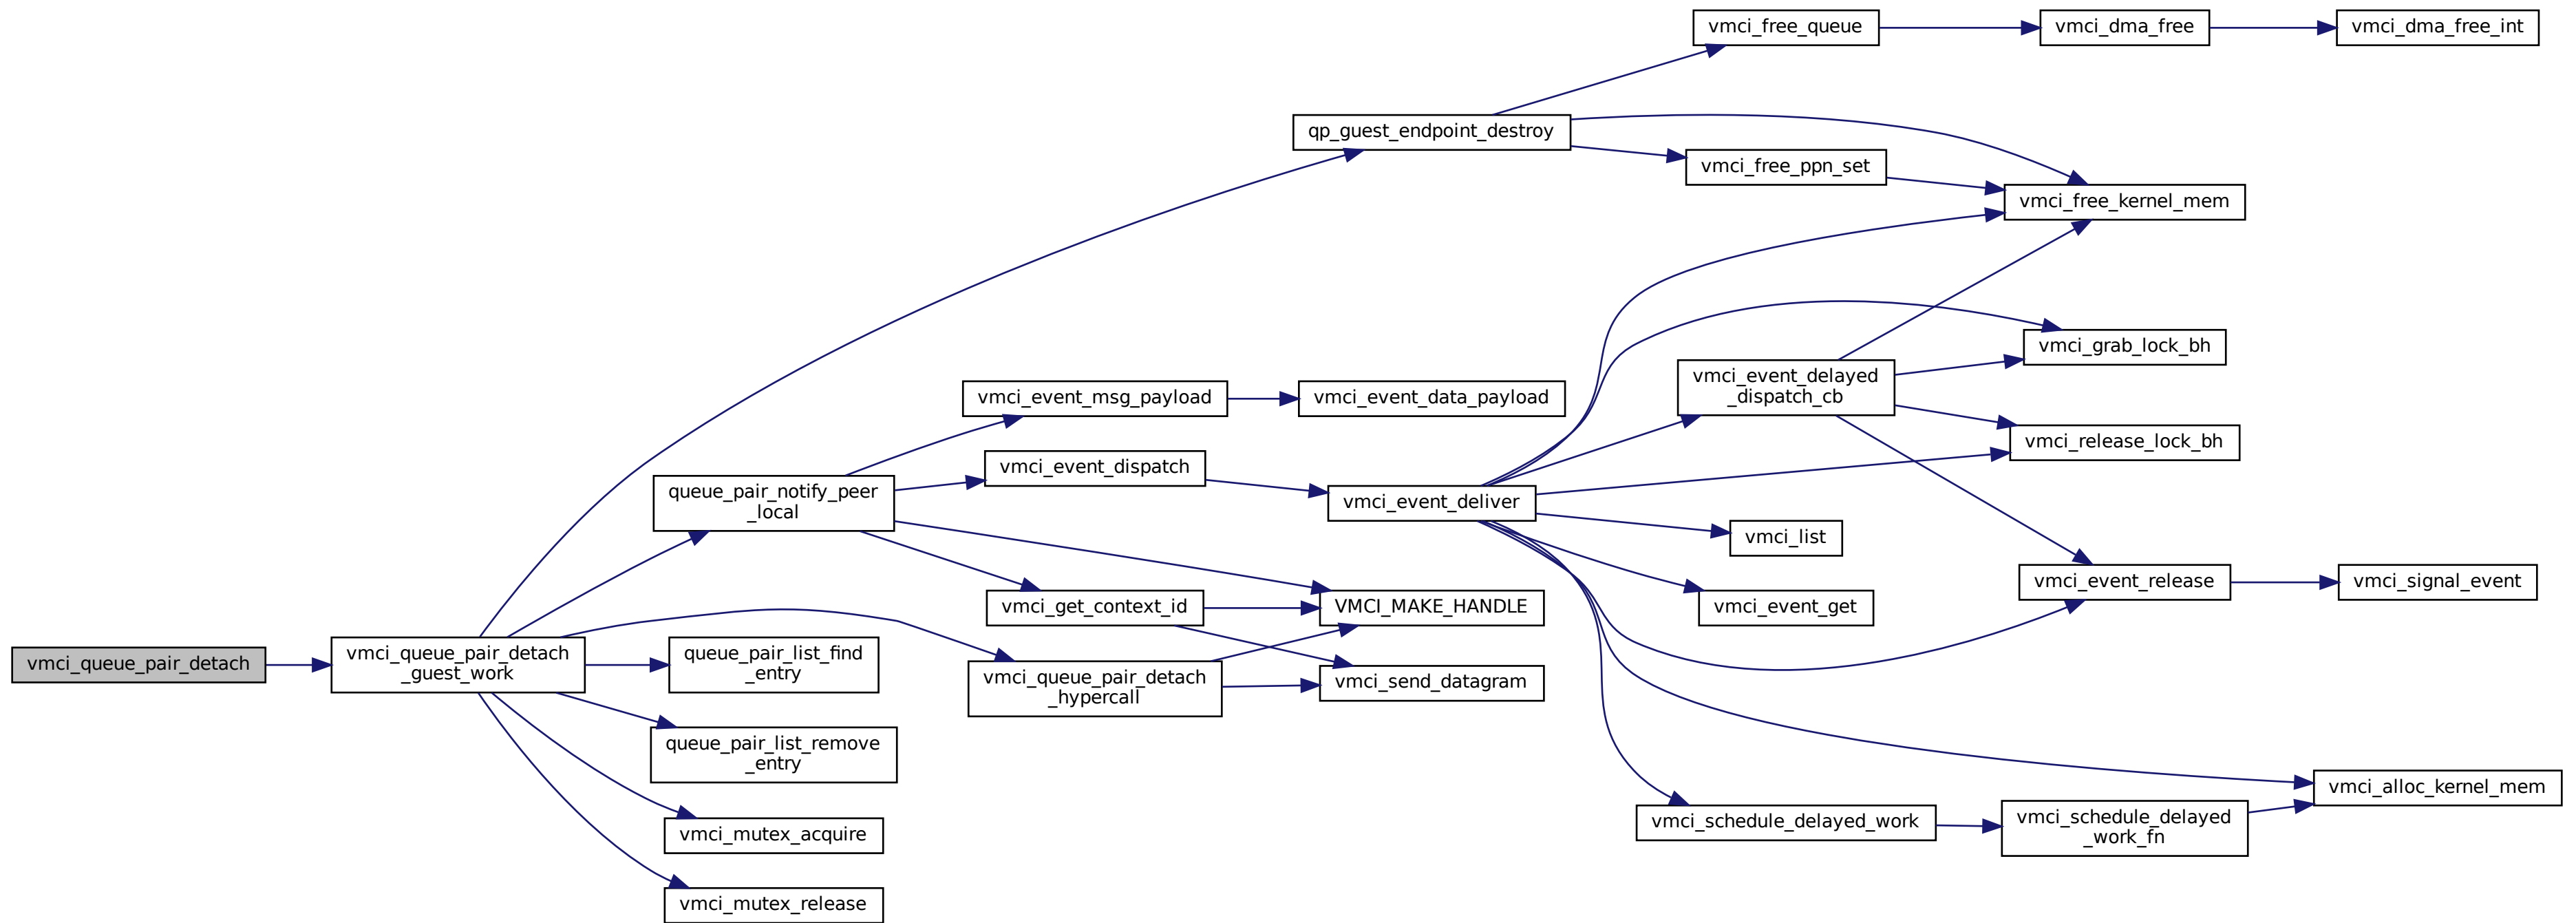 vmci_free_queue
vmci_dma_free
vmci_dma_free_int
qp_guest_endpoint_destroy
vmci_free_ppn_set
vmci_free_kernel_mem
vmci_grab_lock_bh
vmci_event_delayed
_dispatch_cb
vmci_event_msg_payload
vmci_event_data_payload
vmci_release_lock_bh
vmci_event_dispatch
queue_pair_notify_peer
_local
vmci_event_deliver
vmci_list
vmci_event_release
vmci_signal_event
vmci_get_context_id
VMCI_MAKE_HANDLE
vmci_event_get
vmci_queue_pair_detach
vmci_queue_pair_detach
_guest_work
queue_pair_list_find
_entry
vmci_queue_pair_detach
_hypercall
vmci_send_datagram
queue_pair_list_remove
_entry
vmci_alloc_kernel_mem
vmci_schedule_delayed_work
vmci_schedule_delayed
_work_fn
vmci_mutex_acquire
vmci_mutex_release